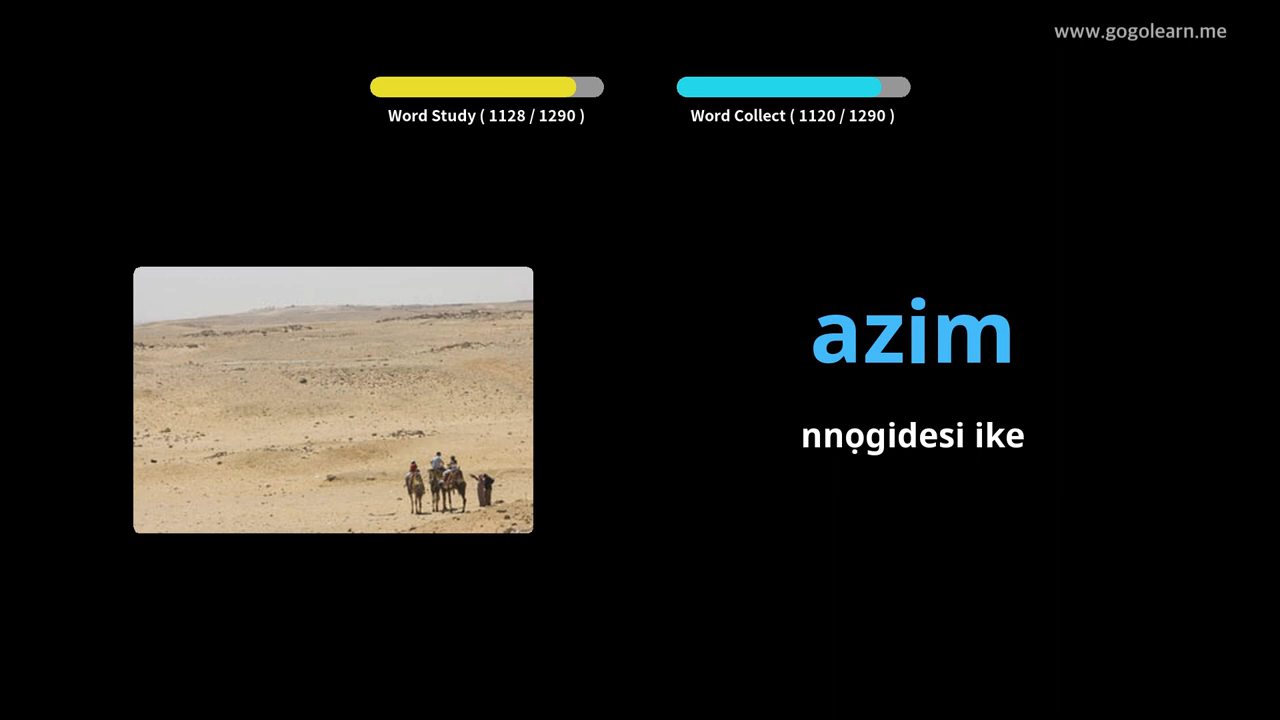 www.gogolearn.me
Word Study ( 1128 / 1290 )
Word Collect ( 1120 / 1290 )
azim
nnọgidesi ike